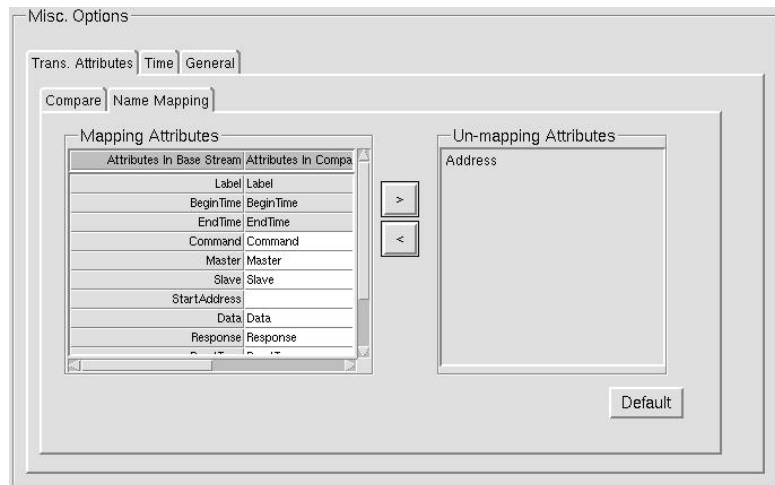 Misc. Options
Trans. Attributes Time General
Compare Name Mapping
Mapping Attributes
Attributes In Base Stream Attributes In Compa
Label Label
BeginTime BeginTime
EndTime EndTime
Command Command
Master Master
Slave Slave
StartAddress
Data Data
Response Response
>
<
Un-mapping Attributes
Address
Default